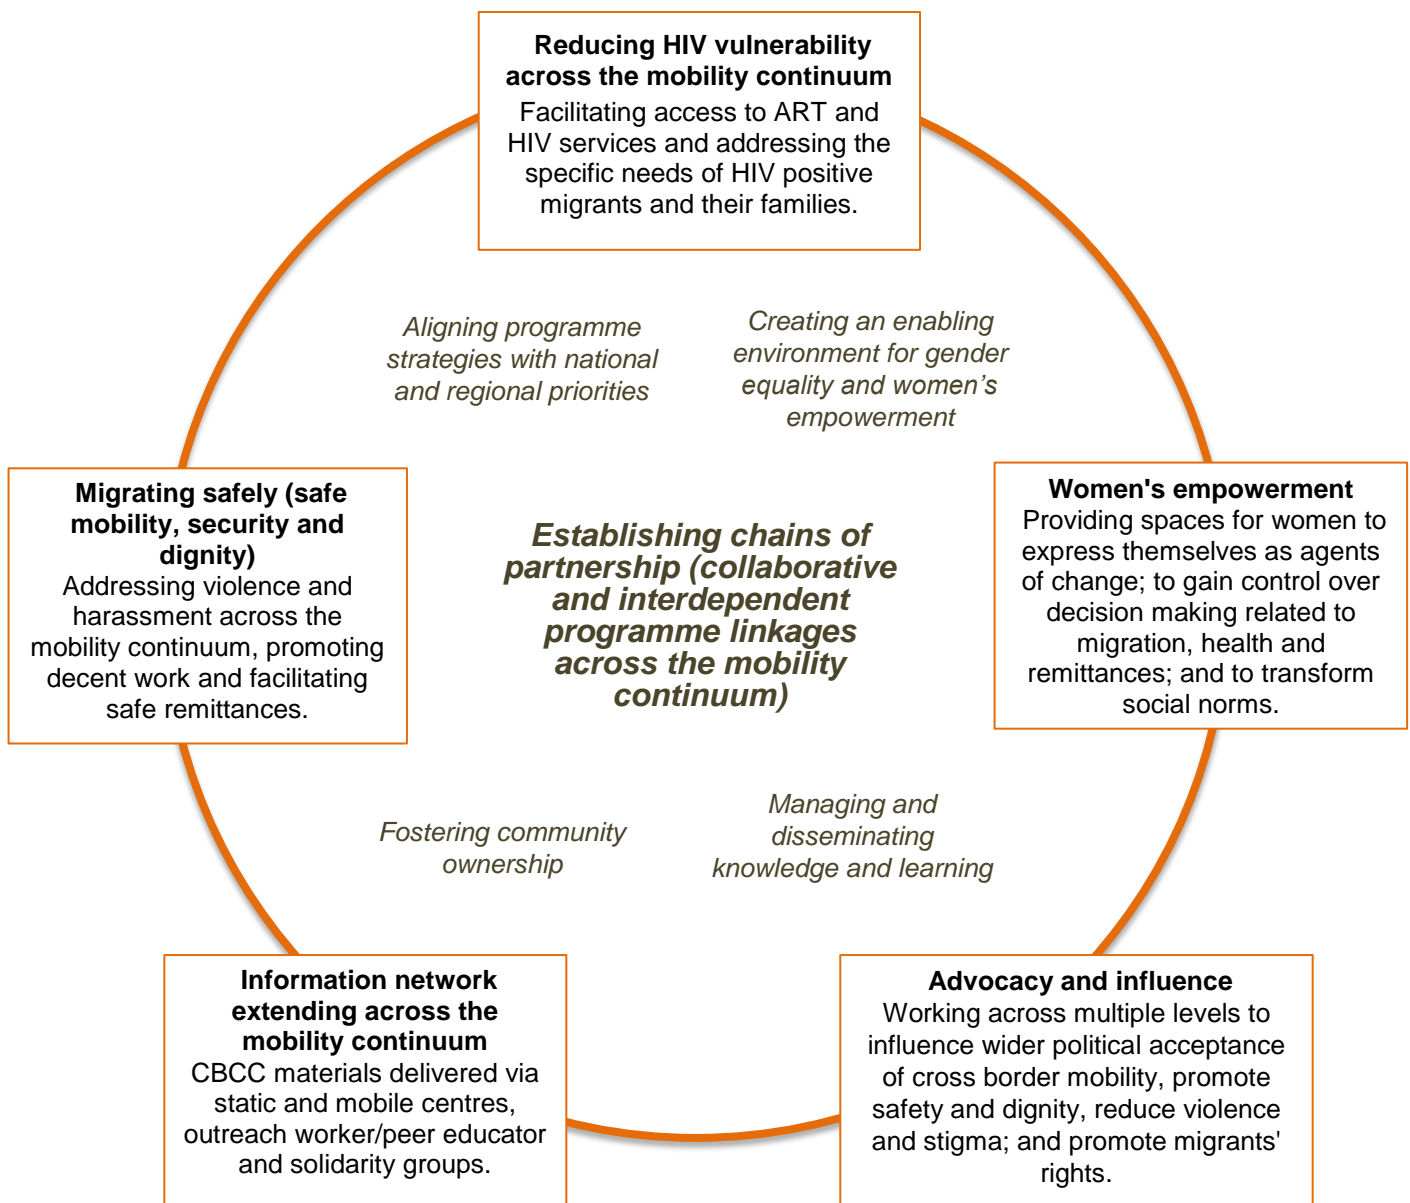 Reducing HIV vulnerability
across the mobility continuum
Facilitating access to ART and
HIV services and addressing the
specific needs of HIV positive
migrants and their families.
Aligning programme
strategies with national
and regional priorities
Creating an enabling
environment for gender
equality and women’s
empowerment
Migrating safely (safe
mobility, security and
dignity)
Addressing violence and
harassment across the
mobility continuum, promoting
decent work and facilitating
safe remittances.
Establishing chains of
partnership (collaborative
and interdependent
programme linkages
across the mobility
continuum)
Women's empowerment
Providing spaces for women to
express themselves as agents
of change; to gain control over
decision making related to
migration, health and
remittances; and to transform
social norms.
Fostering community
ownership
Managing and
disseminating
knowledge and learning
Information network
extending across the
mobility continuum
CBCC materials delivered via
static and mobile centres,
outreach worker/peer educator
and solidarity groups.
Advocacy and influence
Working across multiple levels to
influence wider political acceptance
of cross border mobility, promote
safety and dignity, reduce violence
and stigma; and promote migrants'
rights.